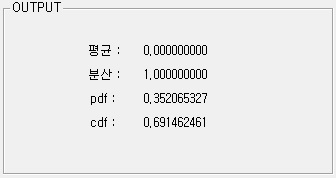 OUTPUT
평균 : 0,000000000
분산 : 1,000000000
pdf : 0,352065327
cdf : 0,691462461